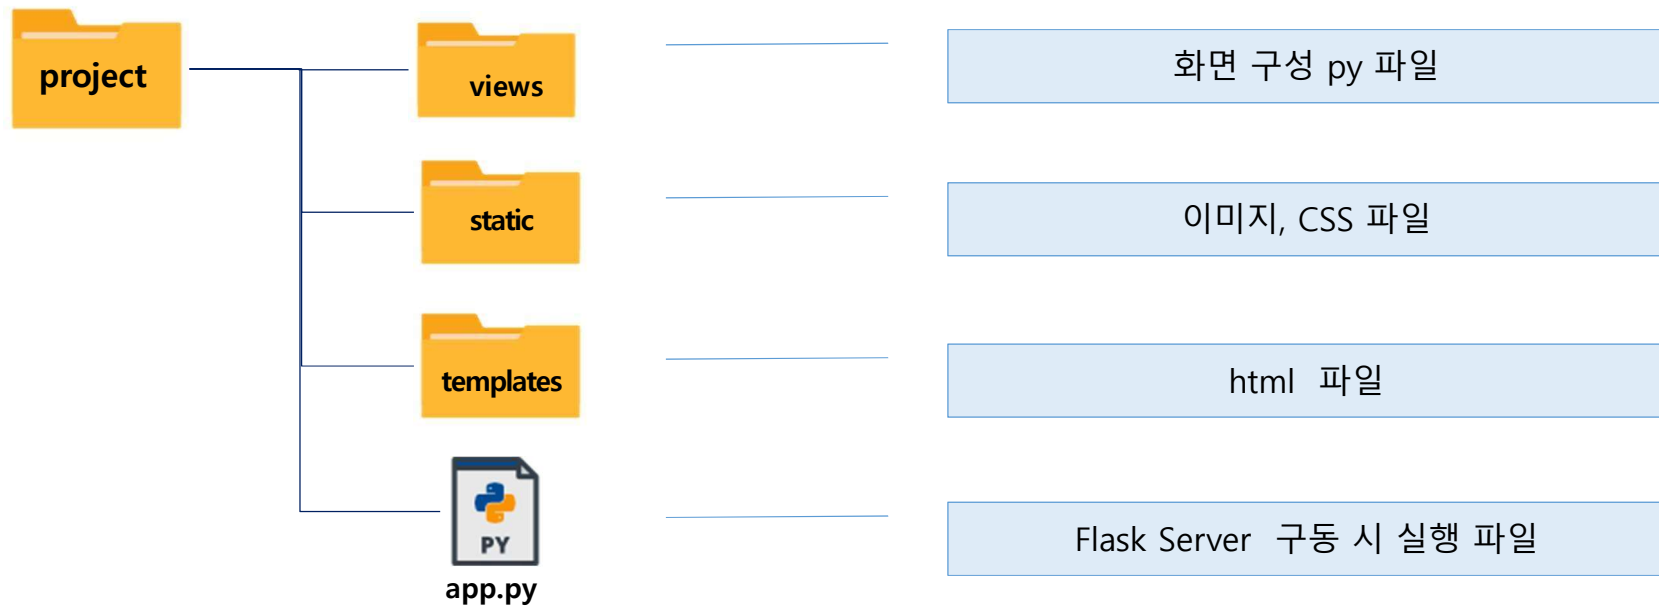 project
views
화면 구성 py 파일
static
이미지, CSS 파일
templates
html 파일
PY
app.py
Flask Server 구동 시 실행 파일